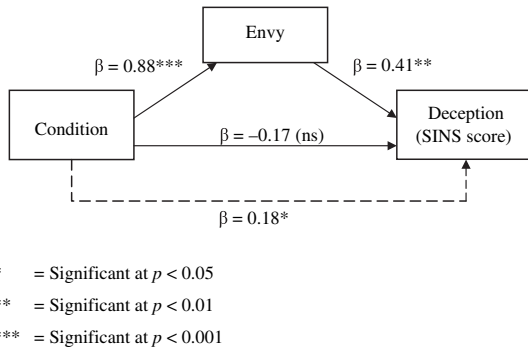 Envy
β = 0.88***
β = 0.41**
Condition
Deception
(SINS score)
β = –0.17 (ns)
β = 0.18*
* = Significant at p < 0.05
** = Significant at p < 0.01
*** = Significant at p < 0.001